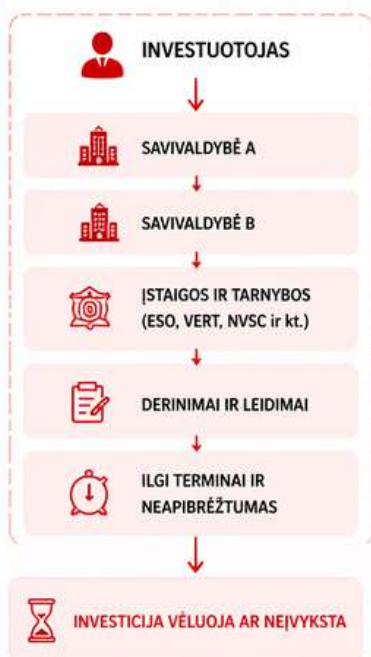 INVESTUOTOJAS
SAVIVALDYBĖ A
SAVIVALDYBĖ B
ĮSTAIGOS IR TARNYBOS
(ESO, VERT, NVSC ir kt.)
DERINIMAI IR LEIDIMAI
ILGI TERMINAI IR
NEAPIBRĖŽTUMAS
INVESTICIJA VĖLUOJA AR NEĮVYKSTA